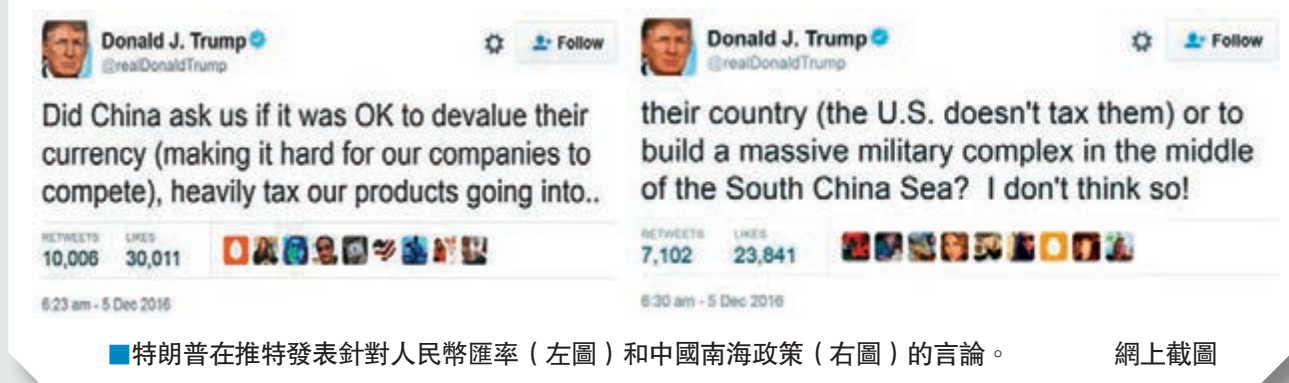 Donald J. Trump
@realDonaldTrump
Follow
Did China ask us if it was OK to devalue their
currency (making it hard for our companies to
compete), heavily tax our products going into..
RETWEETS LIKES
10,006 30,011
6:23 am - 5 Dec 2016
Donald J. Trump
@realDonaldTrump
Follow
their country (the U.S. doesn't tax them) or to
build a massive military complex in the middle
of the South China Sea? I don't think so!
RETWEETS LIKES
7,102 23,841
6:30 am - 5 Dec 2016
■特朗普在推特發表針對人民幣匯率（左圖）和中國南海政策（右圖）的言論。 網上截圖